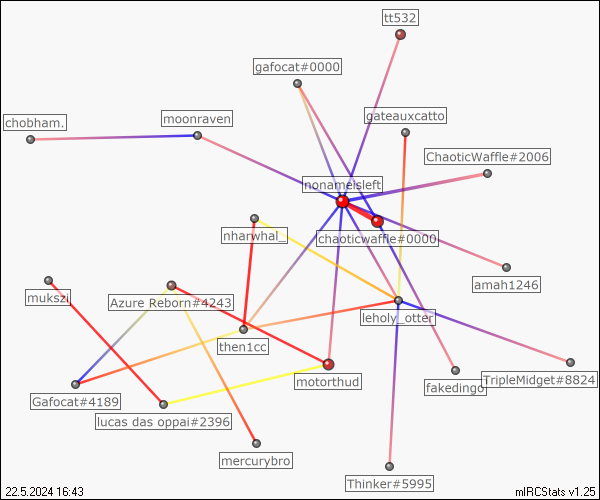 tt532
gafocat#0000
gateauxcatto
chobham.
moonraven
ChaoticWaffle#2006
nonameisleft
nharwhal_
chaoticwaffle#0000
amah1246
mukszi
Azure Reborn#4243
leholy_otter
then1cc
motorthud
fakedingo
TripleMidget#8824
Gafocat#4189
lucas das oppai#2396
mercurybro
Thinker#5995
22.5.2024 16:43
mIRCStats v1.25